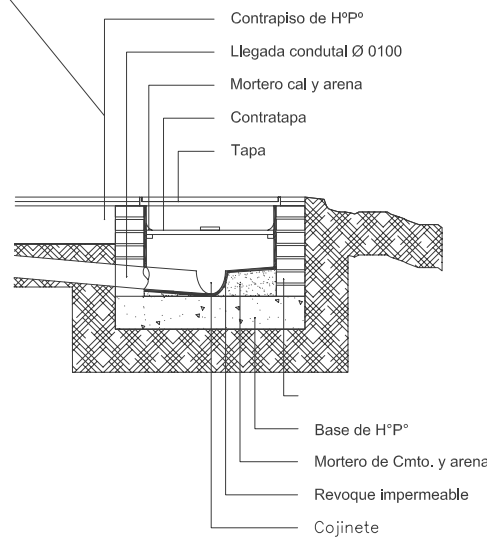 Contrapiso de HºPº
Llegada condutal Ø 0100
Mortero cal y arena
Contratapa
Tapa
Base de H°P°
Mortero de Cmto. y arena
Revoque impermeable
Cojinete